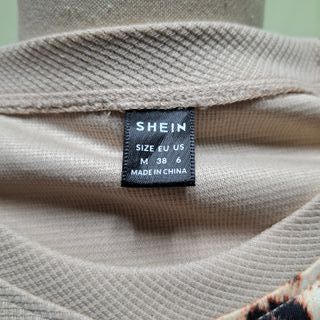 SHEIN
SIZE EU US
M 38 6
MADE IN CHINA